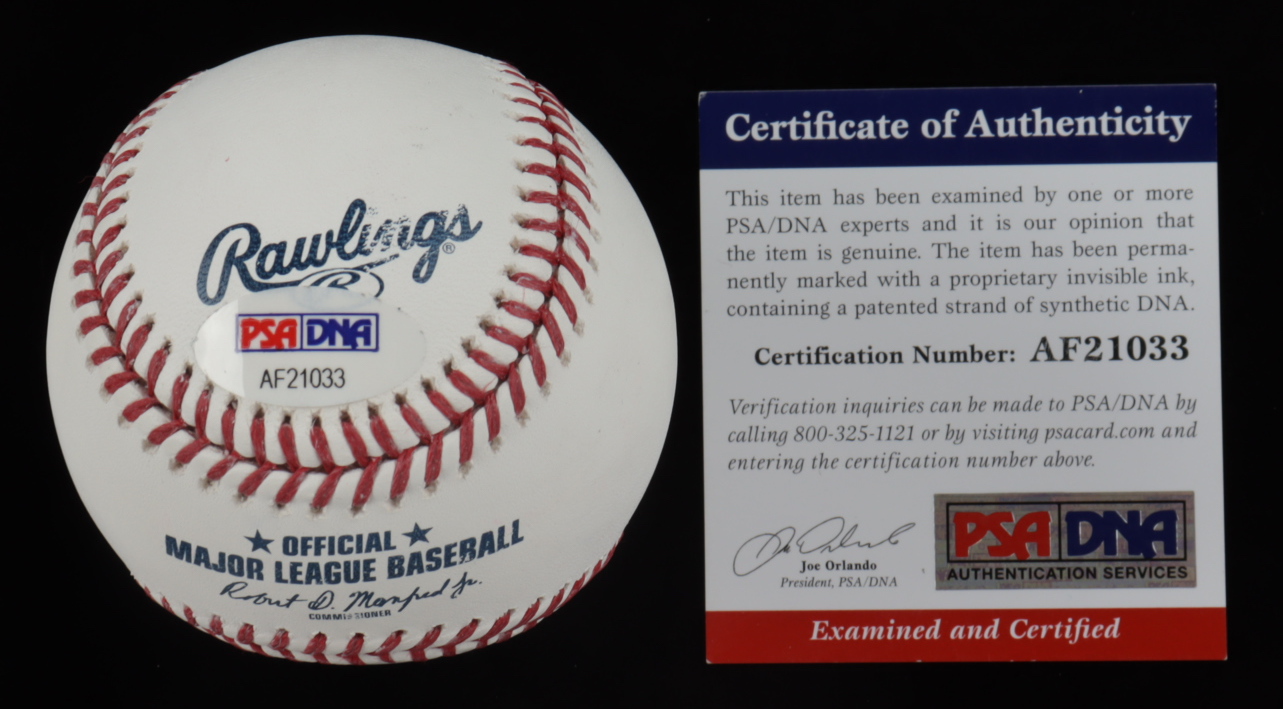 Rawlings®
R
PSA DNA
AF21033
★ OFFICIAL ★
MAJOR LEAGUE BASEBALL
Robert D. Manfred Jr.
COMMISSIONER
Certificate of Authenticity
This item has been examined by one or more
PSA/DNA experts and it is our opinion that
the item is genuine. The item has been perma-
nently marked with a proprietary invisible ink,
containing a patented strand of synthetic DNA.
Certification Number: AF21033
Verification inquiries can be made to PSA/DNA by
calling 800-325-1121 or by visiting psacard.com and
entering the certification number above.
Joe Orlando
Joe Orlando
President, PSA/DNA
PSA DNA
AUTHENTICATION SERVICES
Examined and Certified